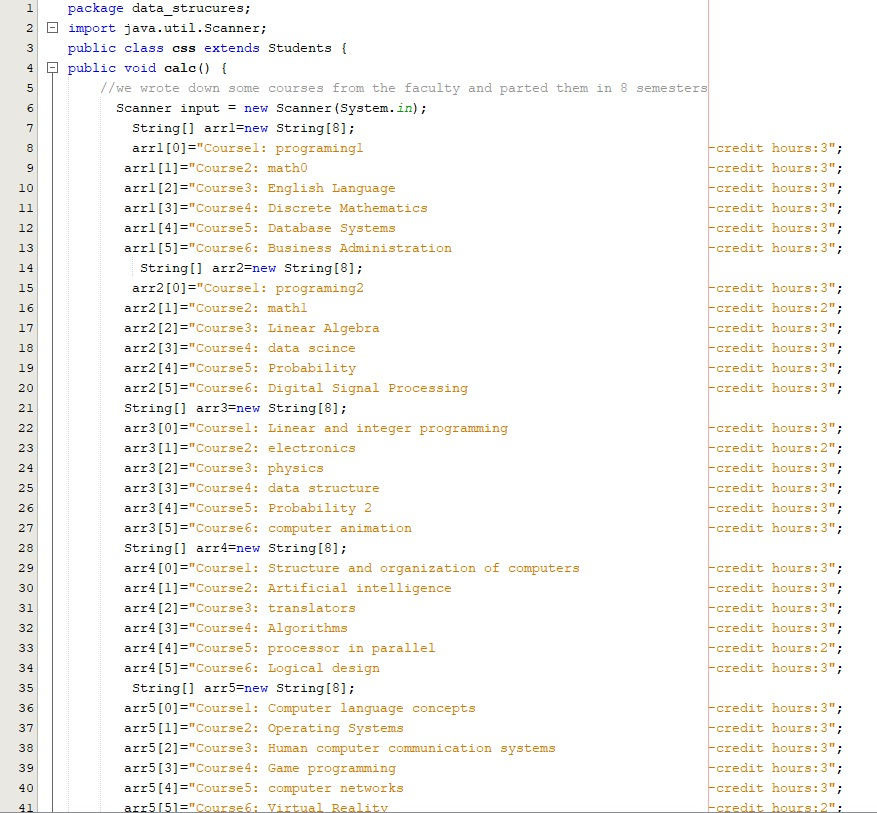 1 package data_strucures;
2 import java.util.Scanner;
3 public class css extends Students {
4 public void calc() {
5 //we wrote down some courses from the faculty and parted them in 8 semesters
6 Scanner input = new Scanner(System.in);
7 String[] arr1=new String[8];
8 arr1[0]="Course1: programing1 -credit hours:3";
9 arr1[1]="Course2: math0 -credit hours:3";
10 arr1[2]="Course3: English Language -credit hours:3";
11 arr1[3]="Course4: Discrete Mathematics -credit hours:3";
12 arr1[4]="Course5: Database Systems -credit hours:3";
13 arr1[5]="Course6: Business Administration -credit hours:3";
14 String[] arr2=new String[8];
15 arr2[0]="Course1: programing2 -credit hours:3";
16 arr2[1]="Course2: math1 -credit hours:2";
17 arr2[2]="Course3: Linear Algebra -credit hours:3";
18 arr2[3]="Course4: data scince -credit hours:3";
19 arr2[4]="Course5: Probability -credit hours:3";
20 arr2[5]="Course6: Digital Signal Processing -credit hours:3";
21 String[] arr3=new String[8];
22 arr3[0]="Course1: Linear and integer programming -credit hours:3";
23 arr3[1]="Course2: electronics -credit hours:2";
24 arr3[2]="Course3: physics -credit hours:3";
25 arr3[3]="Course4: data structure -credit hours:3";
26 arr3[4]="Course5: Probability 2 -credit hours:3";
27 arr3[5]="Course6: computer animation -credit hours:3";
28 String[] arr4=new String[8];
29 arr4[0]="Course1: Structure and organization of computers -credit hours:3";
30 arr4[1]="Course2: Artificial intelligence -credit hours:3";
31 arr4[2]="Course3: translators -credit hours:3";
32 arr4[3]="Course4: Algorithms -credit hours:3";
33 arr4[4]="Course5: processor in parallel -credit hours:2";
34 arr4[5]="Course6: Logical design -credit hours:3";
35 String[] arr5=new String[8];
36 arr5[0]="Course1: Computer language concepts -credit hours:3";
37 arr5[1]="Course2: Operating Systems -credit hours:3";
38 arr5[2]="Course3: Human computer communication systems -credit hours:3";
39 arr5[3]="Course4: Game programming -credit hours:3";
40 arr5[4]="Course5: computer networks -credit hours:3";
41 arr5[5]="Course6: Virtual Reality -credit hours:2";